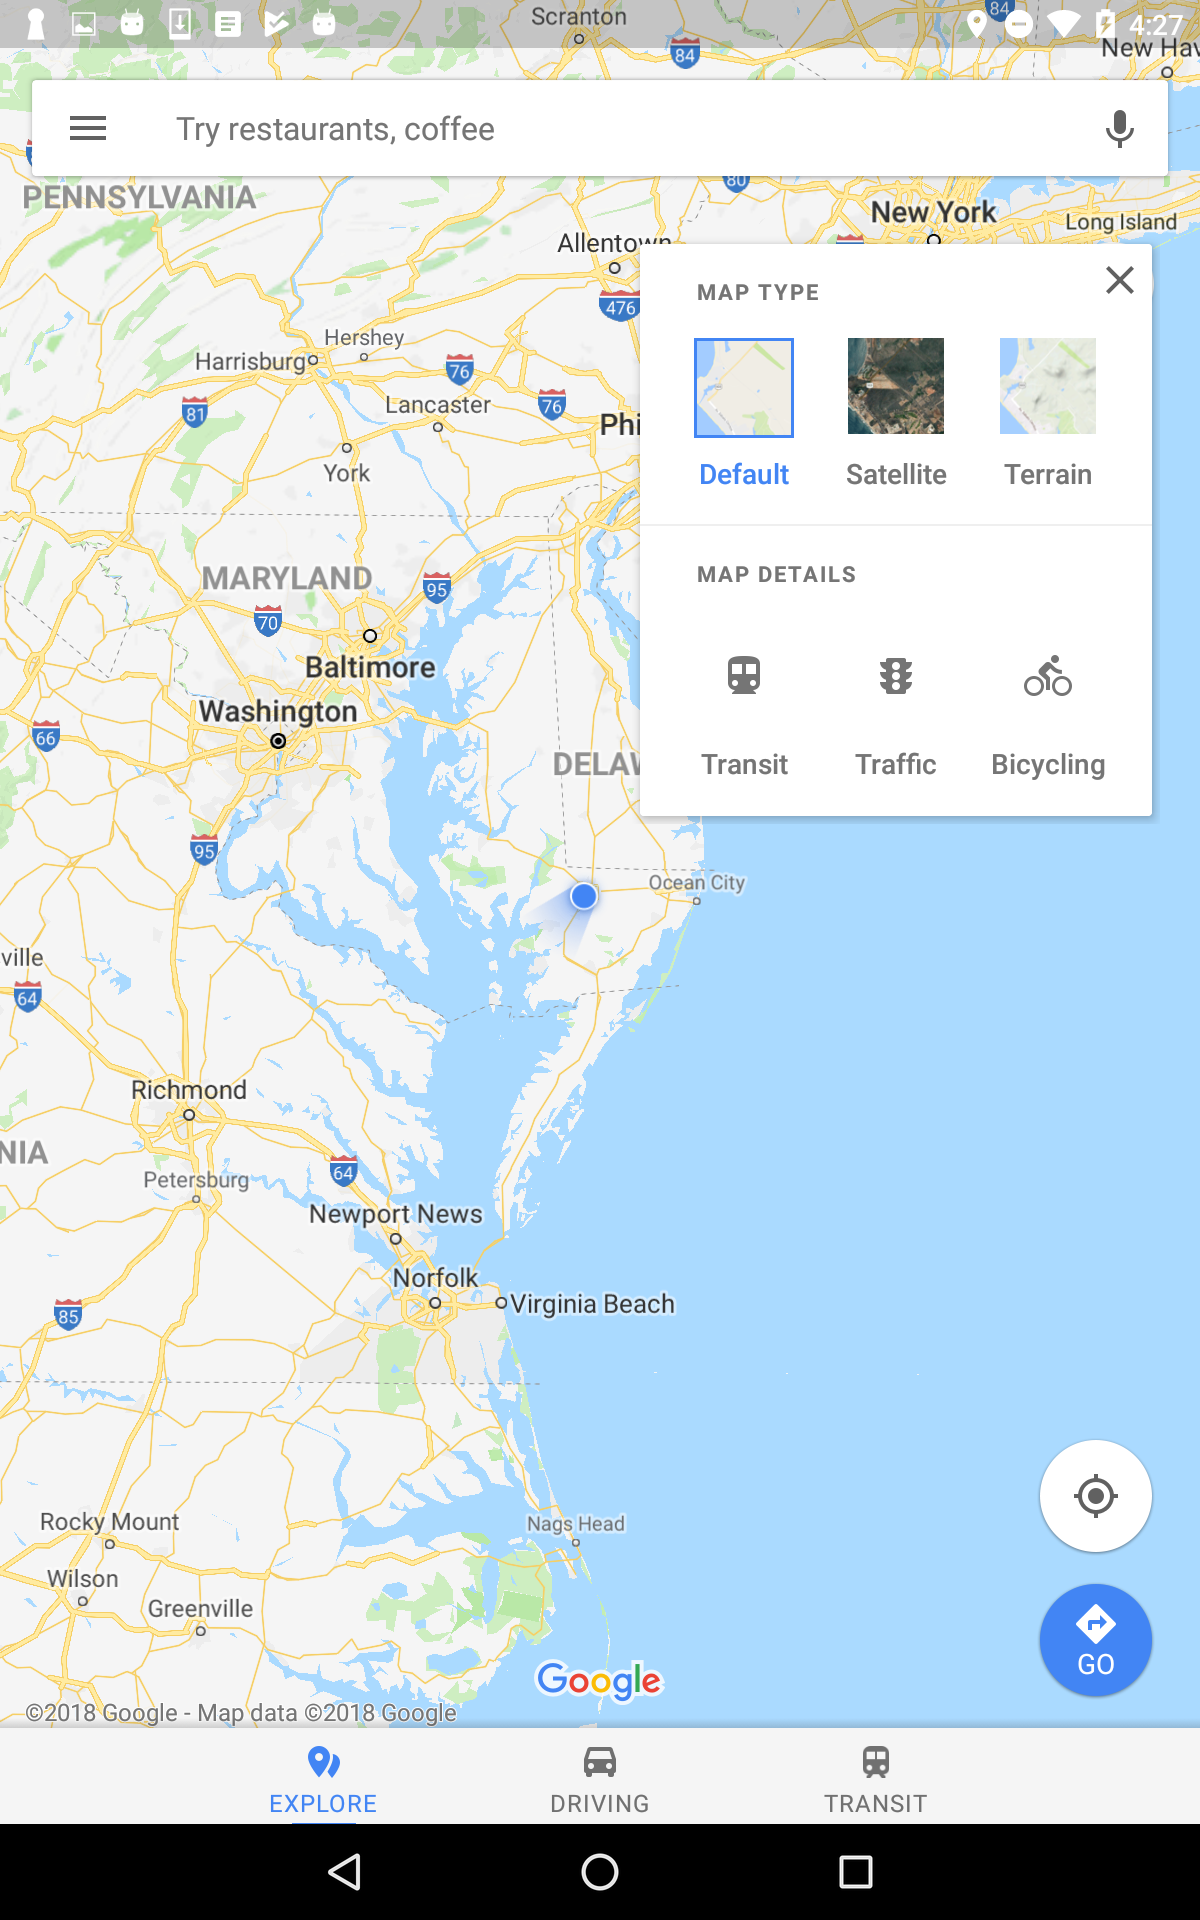 4:27
Scranton
84
84
New Hav
Try restaurants, coffee
PENNSYLVANIA
80
New York
Long Island
Allentown
MAP TYPE
476
Hershey
Harrisburg
76
Lancaster
76
81
Phi
York
Default
Satellite
Terrain
MAP DETAILS
MARYLAND
95
70
Baltimore
Washington
66
DELAW
Transit
Traffic
Bicycling
95
Ocean City
ville
64
Richmond
NIA
64
Petersburg
Newport News
Norfolk
Virginia Beach
85
Rocky Mount
Nags Head
Wilson
Greenville
GO
Google
©2018 Google - Map data ©2018 Google
EXPLORE
DRIVING
TRANSIT